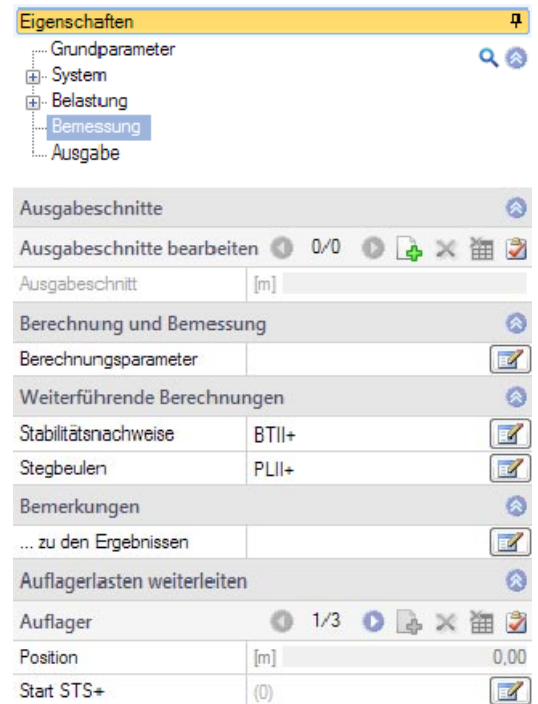 Eigenschaften
Grundparameter
System
Belastung
Bemessung
Ausgabe
Ausgabeschnitte
Ausgabeschnitte bearbeiten 0/0
Ausgabeschnitt [m]
Berechnung und Bemessung
Berechnungsparameter
Weiterführende Berechnungen
Stabilitätsnachweise BTII+
Stegbeulen PLII+
Bemerkungen
... zu den Ergebnissen
Auflagerlasten weiterleiten
Auflager 1/3
Position [m] 0,00
Start STS+ (0)